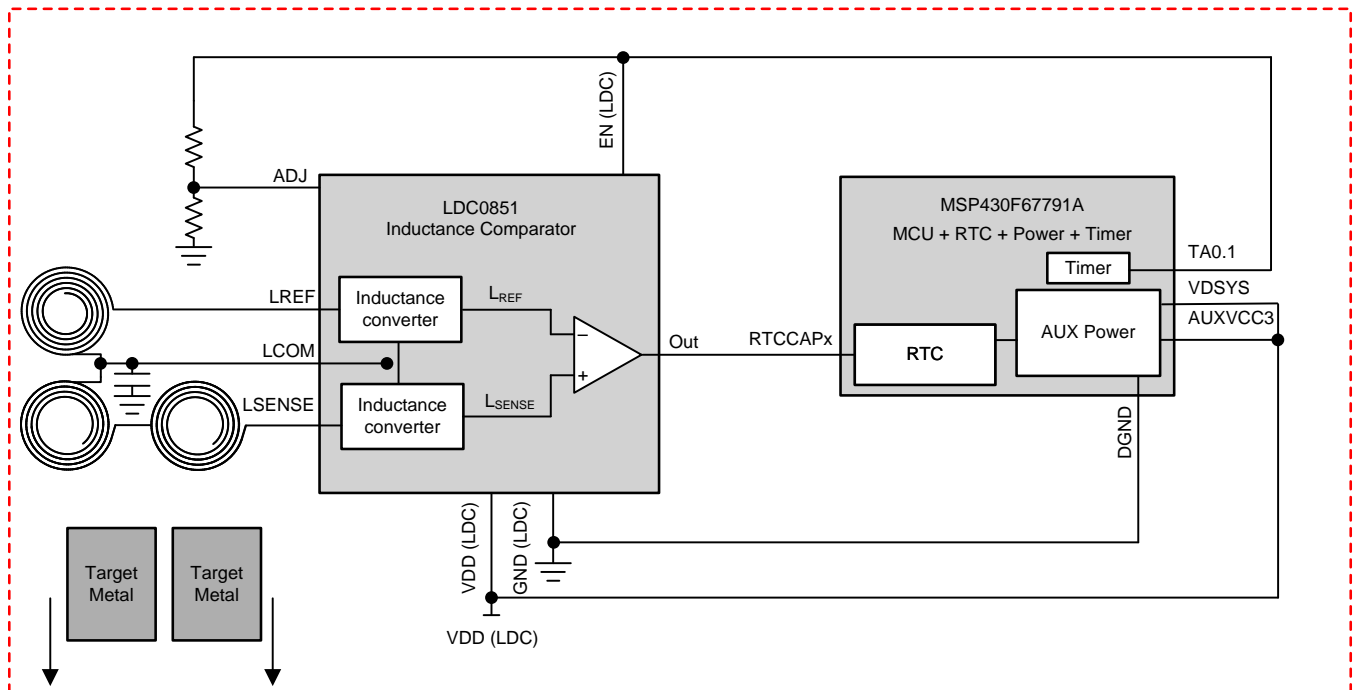 EN (LDC)
ADJ
LDC0851
Inductance Comparator
MSP430F67791A
MCU + RTC + Power + Timer
TA0.1
Timer
VDSYS
LREF
Inductance
converter
LREF
AUX Power
AUXVCC3
−
Out
RTCCAPx
RTC
LCOM
+
LSENSE
Inductance
converter
LSENSE
DGND
VDD (LDC)
GND (LDC)
Target
Metal
Target
Metal
VDD (LDC)